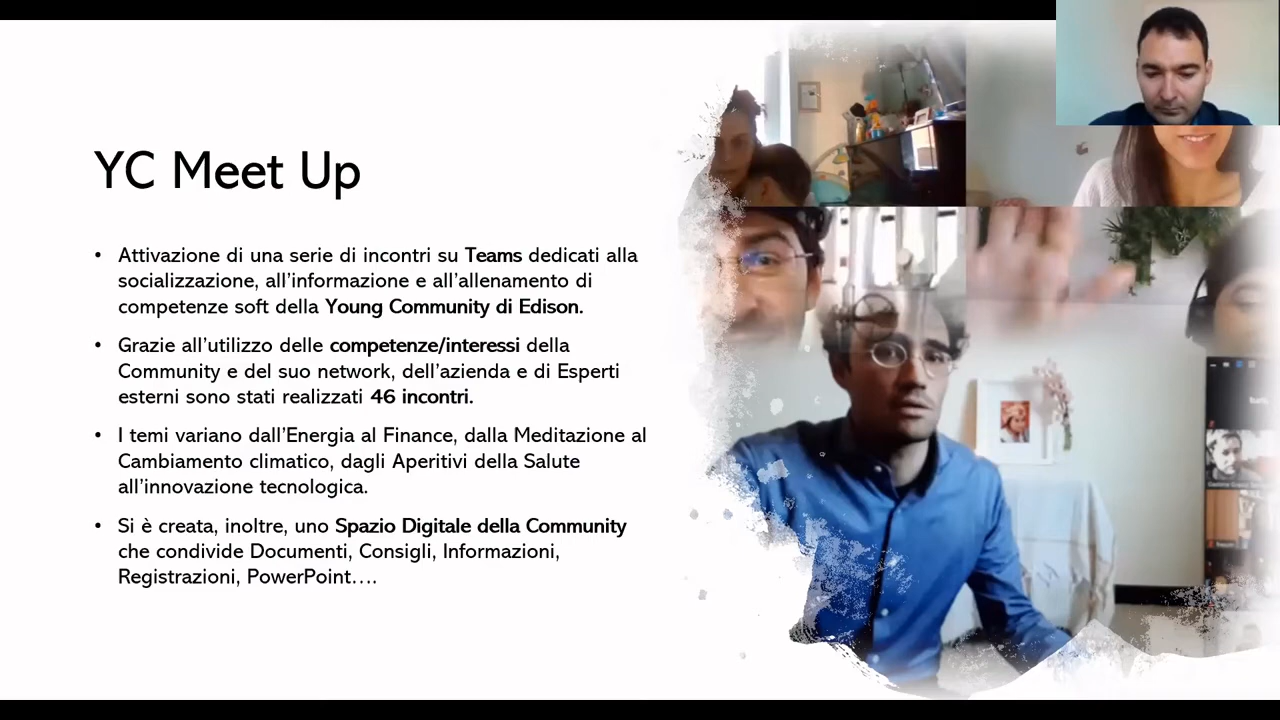 YC Meet Up
• Attivazione di una serie di incontri su Teams dedicati alla
socializzazione, all’informazione e all’allenamento di
competenze soft della Young Community di Edison.
• Grazie all’utilizzo delle competenze/interessi della
Community e del suo network, dell’azienda e di Esperti
esterni sono stati realizzati 46 incontri.
• I temi variano dall’Energia al Finance, dalla Meditazione al
Cambiamento climatico, dagli Aperitivi della Salute
all’innovazione tecnologica.
• Si è creata, inoltre, uno Spazio Digitale della Community
che condivide Documenti, Consigli, Informazioni,
Registrazioni, PowerPoint….